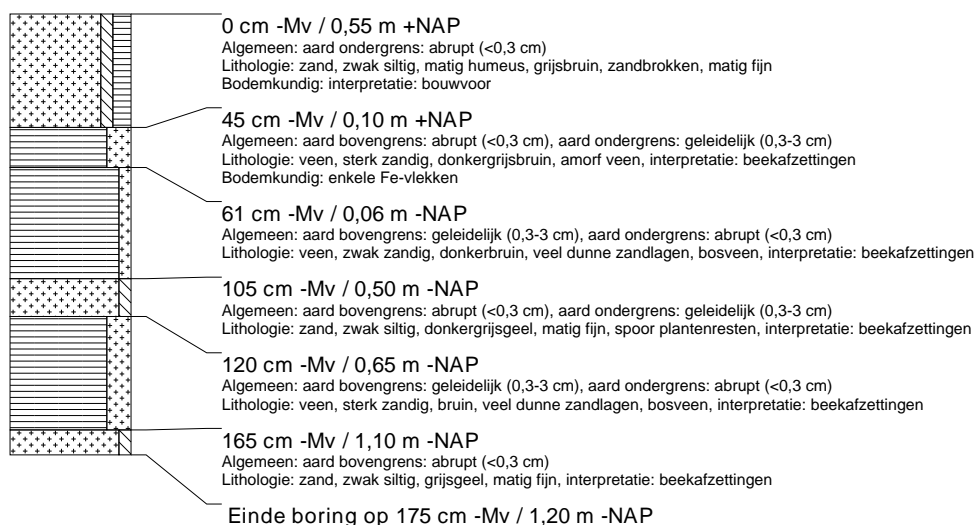 0 cm -Mv / 0,55 m +NAP
Algemeen: aard ondergrens: abrupt (<0,3 cm)
Lithologie: zand, zwak siltig, matig humeus, grijsbruin, zandbrokken, matig fijn
Bodemkundig: interpretatie: bouwvoor
45 cm -Mv / 0,10 m +NAP
Algemeen: aard bovengrens: abrupt (<0,3 cm), aard ondergrens: geleidelijk (0,3-3 cm)
Lithologie: veen, sterk zandig, donkergrijsbruin, amorf veen, interpretatie: beekafzettingen
Bodemkundig: enkele Fe-vlekken
61 cm -Mv / 0,06 m -NAP
Algemeen: aard bovengrens: geleidelijk (0,3-3 cm), aard ondergrens: abrupt (<0,3 cm)
Lithologie: veen, zwak zandig, donkerbruin, veel dunne zandlagen, bosveen, interpretatie: beekafzettingen
105 cm -Mv / 0,50 m -NAP
Algemeen: aard bovengrens: abrupt (<0,3 cm), aard ondergrens: geleidelijk (0,3-3 cm)
Lithologie: zand, zwak siltig, donkergrijsgeel, matig fijn, spoor plantenresten, interpretatie: beekafzettingen
120 cm -Mv / 0,65 m -NAP
Algemeen: aard bovengrens: geleidelijk (0,3-3 cm), aard ondergrens: abrupt (<0,3 cm)
Lithologie: veen, sterk zandig, bruin, veel dunne zandlagen, bosveen, interpretatie: beekafzettingen
165 cm -Mv / 1,10 m -NAP
Algemeen: aard bovengrens: abrupt (<0,3 cm)
Lithologie: zand, zwak siltig, grijsgeel, matig fijn, interpretatie: beekafzettingen
Einde boring op 175 cm -Mv / 1,20 m -NAP